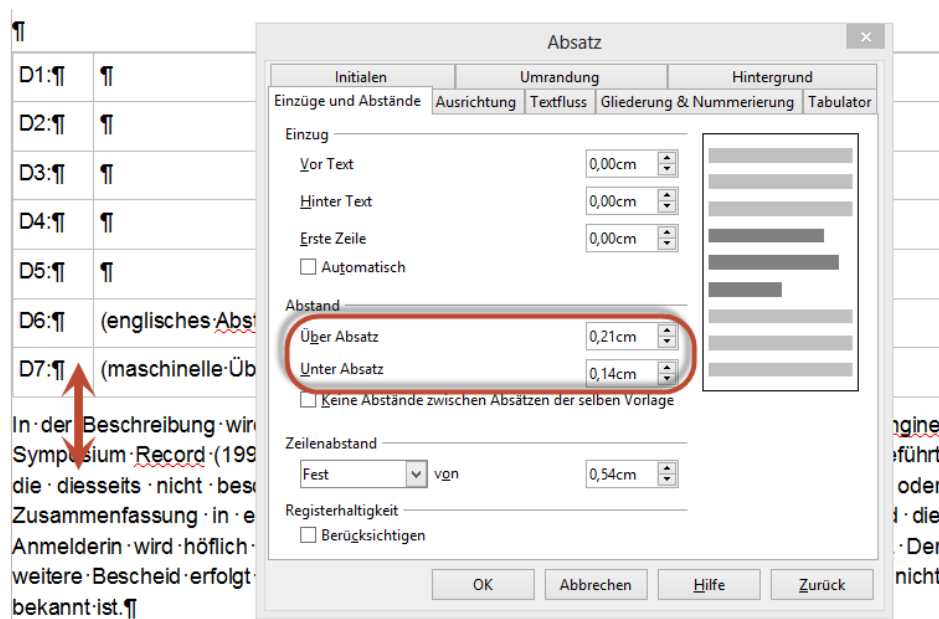 ¶
Absatz
D1:¶ ¶
D2:¶ ¶
D3:¶ ¶
D4:¶ ¶
D5:¶ ¶
D6:¶ (englisches·
D7:¶ (maschinelle·
Initialen Umrandung Hintergrund
Einzüge und Abstände Ausrichtung Textfluss Gliederung & Nummerierung Tabulator
Einzug
Vor Text 0,00cm
Hinter Text 0,00cm
Erste Zeile 0,00cm
Automatisch
Abstand
Über Absatz 0,21cm
Unter Absatz 0,14cm
Keine Abstände zwischen Absätzen der selben Vorlage
Zeilenabstand
Fest von 0,54cm
Registerhaltigkeit
Berücksichtigen
OK Abbrechen Hilfe Zurück
In·der·Beschreibung·
Symposium·Record·(199
die·diesseits·nicht· oder
Zusammenfassung·in· die
Anmelderin·wird·höflich· Der
weitere·Bescheid·erfolgt· nicht
bekannt·ist.¶